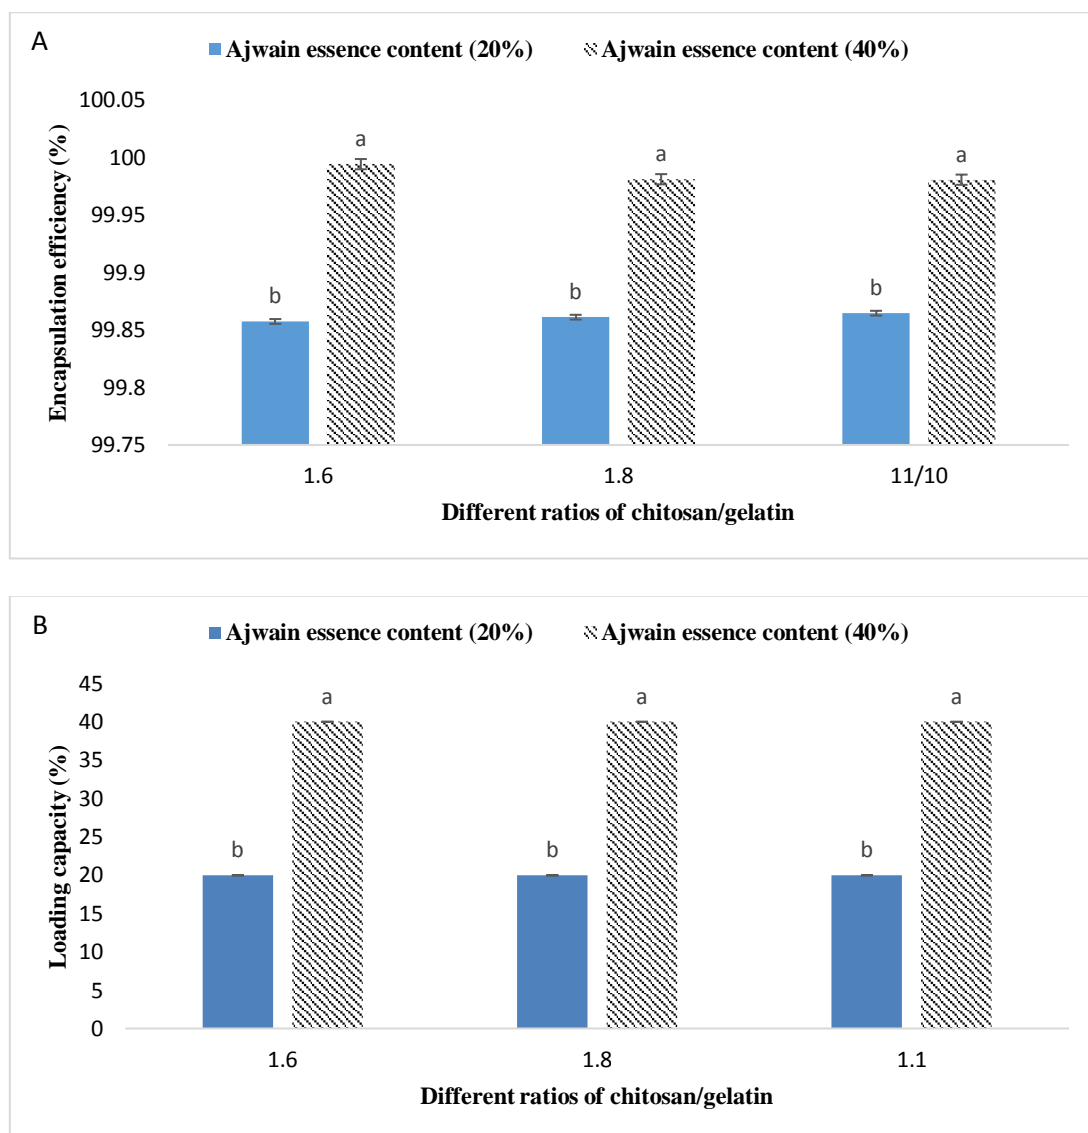 A
Ajwain essence content (20%) Ajwain essence content (40%)
Encapsulation efficiency (%)
100.05
100
99.95
99.9
99.85
99.8
99.75
b a b a b a
1.6 1.8 11/10
Different ratios of chitosan/gelatin
B
Ajwain essence content (20%) Ajwain essence content (40%)
Loading capacity (%)
45
40
35
30
25
20
15
10
5
0
b a b a b a
1.6 1.8 1.1
Different ratios of chitosan/gelatin